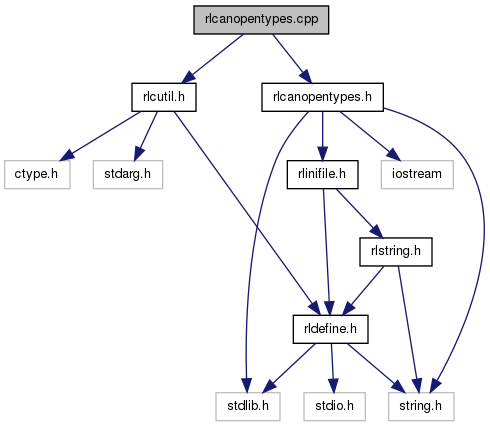 rlcanopentypes.cpp
rlcutil.h
rlcanopentypes.h
ctype.h
stdarg.h
rlinifile.h
iostream
rlstring.h
rldefine.h
stdlib.h
stdio.h
string.h